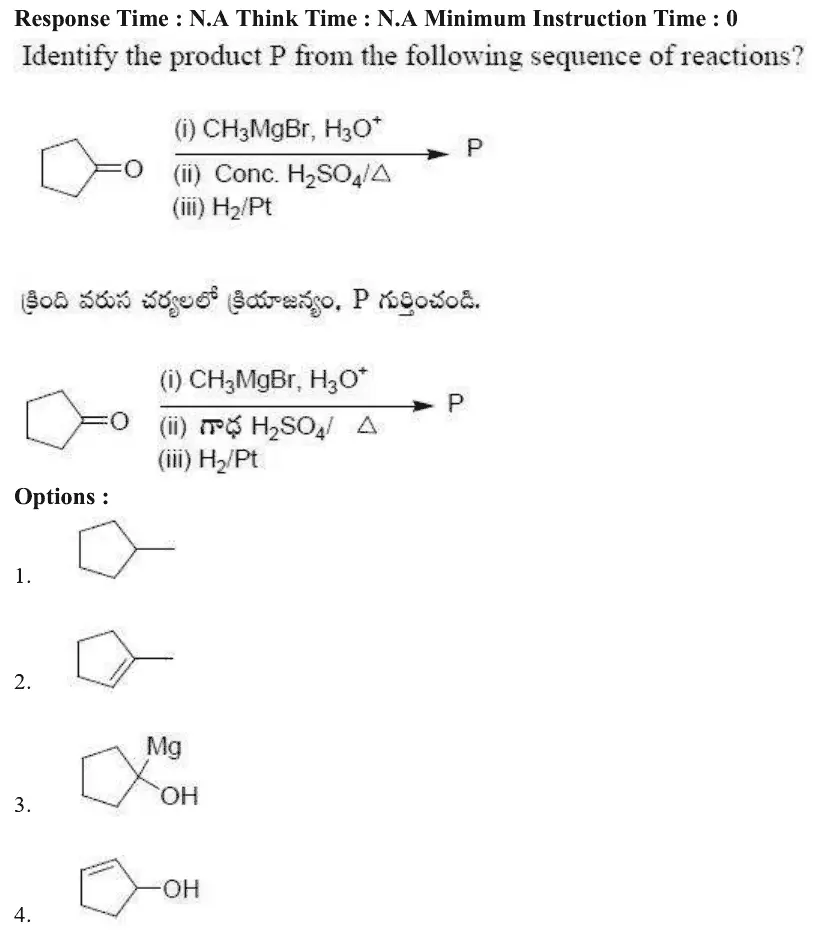 Response Time : N.A Think Time : N.A Minimum Instruction Time : 0
Identify the product P from the following sequence of reactions?
(i) CH₃MgBr, H₃O⁺
O
(ii) Conc. H₂SO₄/△
P
(iii) H₂/Pt
క్రింది వరుస చర్యలలో క్రియాజన్యం, P గుర్తించండి.
(i) CH₃MgBr, H₃O⁺
O
(ii) గాఢ H₂SO₄/ △
P
(iii) H₂/Pt
Options :
1.
2.
Mg
OH
3.
OH
4.